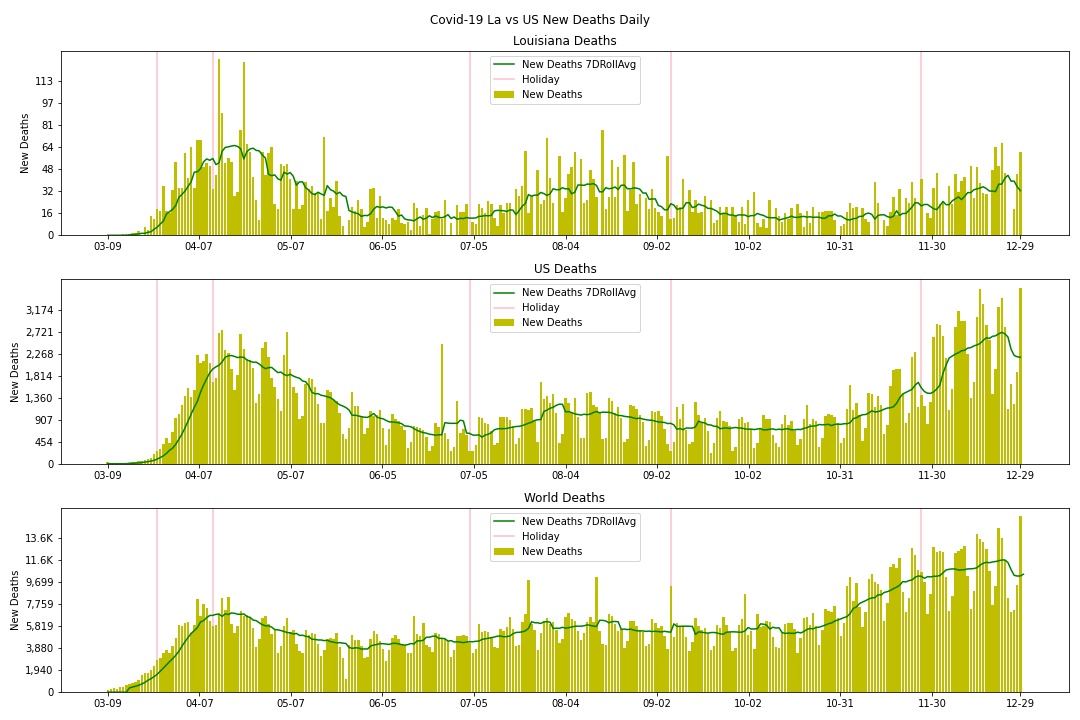 Covid-19 La vs US New Deaths Daily
Louisiana Deaths
New Deaths
113
97
81
64
48
32
16
0
New Deaths 7DRollAvg
Holiday
New Deaths
03-09 04-07 05-07 06-05 07-05 08-04 09-02 10-02 10-31 11-30 12-29
US Deaths
New Deaths
3,174
2,721
2,268
1,814
1,360
907
454
0
New Deaths 7DRollAvg
Holiday
New Deaths
03-09 04-07 05-07 06-05 07-05 08-04 09-02 10-02 10-31 11-30 12-29
World Deaths
New Deaths
13.6K
11.6K
9,699
7,759
5,819
3,880
1,940
0
New Deaths 7DRollAvg
Holiday
New Deaths
03-09 04-07 05-07 06-05 07-05 08-04 09-02 10-02 10-31 11-30 12-29